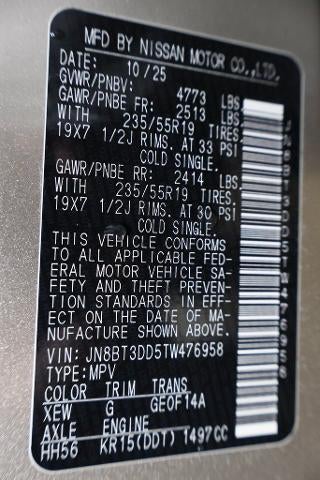 MFD BY NISSAN MOTOR CO.,LTD.
DATE: 10/25
GVWR/PNBV: 4773 LBS
GAWR/PNBE FR: 2513 LBS
WITH 235/55R19 TIRES
19X7 1/2J RIMS. AT 33 PSI
COLD SINGLE.
GAWR/PNBE RR: 2414 LBS.
WITH 235/55R19 TIRES
19X7 1/2J RIMS. AT 30 PSI
COLD SINGLE.
THIS VEHICLE CONFORMS
TO ALL APPLICABLE FED-
ERAL MOTOR VEHICLE SA-
FETY AND THEFT PREVEN-
TION STANDARDS IN EFF-
ECT ON THE DATE OF MA-
NUFACTURE SHOWN ABOVE.
VIN: JN8BT3DD5TW476958
TYPE: MPV
COLOR TRIM TRANS
XEW G GEOF14A
AXLE ENGINE
HH56 KR15(DDT) 1497CC
JN8BT3DD5TW476958